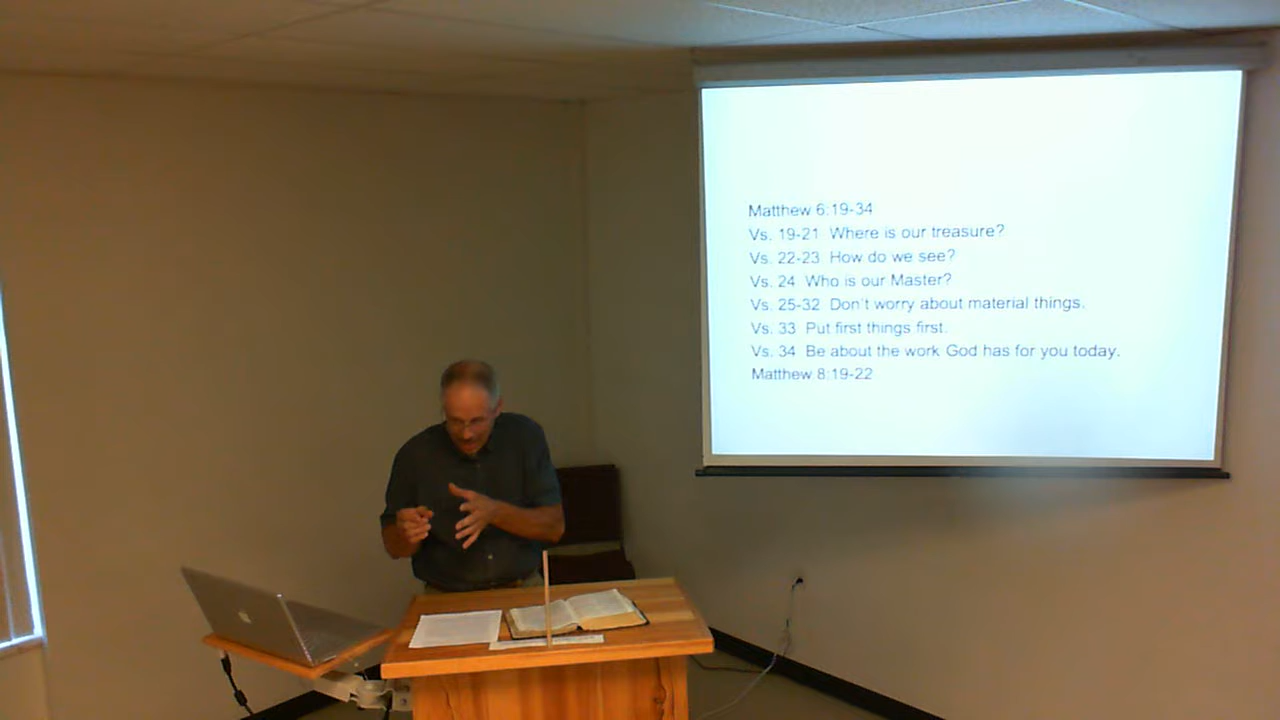 Matthew 6:19-34
Vs. 19-21 Where is our treasure?
Vs. 22-23 How do we see?
Vs. 24 Who is our Master?
Vs. 25-32 Don't worry about material things.
Vs. 33 Put first things first.
Vs. 34 Be about the work God has for you today.
Matthew 8:19-22